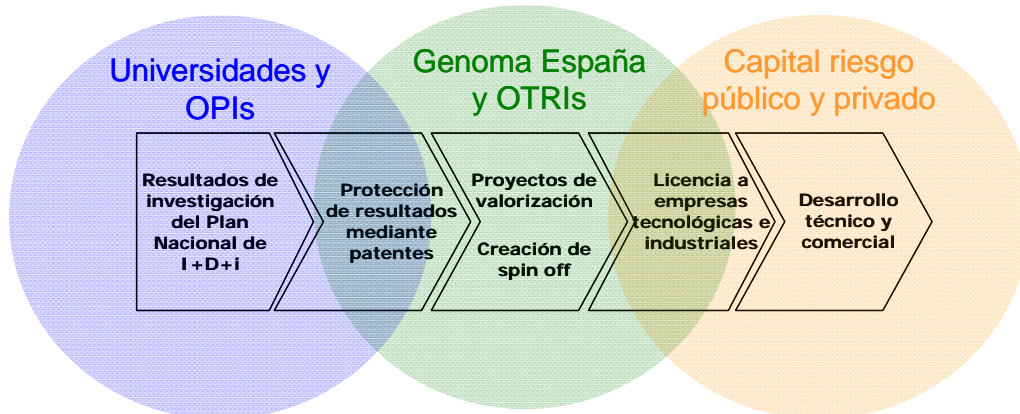 Universidades y
OPIs
Genoma España
y OTRIs
Capital riesgo
público y privado
Resultados de
investigación
del Plan
Nacional de
I+D+i
Protección
de resultados
mediante
patentes
Proyectos de
valorización
Creación de
spin off
Licencia a
empresas
tecnológicas e
industriales
Desarrollo
técnico y
comercial